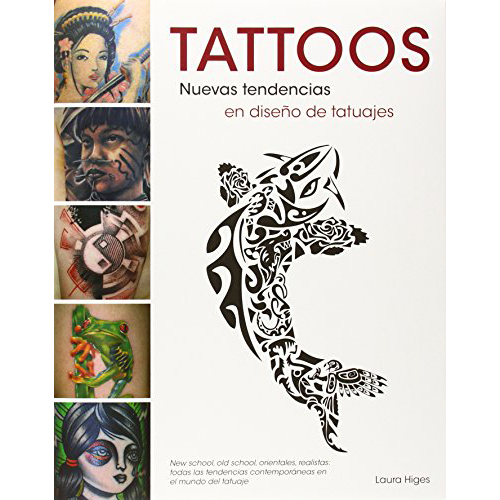 TATTOOS
Nuevas tendencias
en diseño de tatuajes
New school, old school, orientales, realistas:
todas las tendencias contemporáneas en
el mundo del tatuaje
Laura Higes